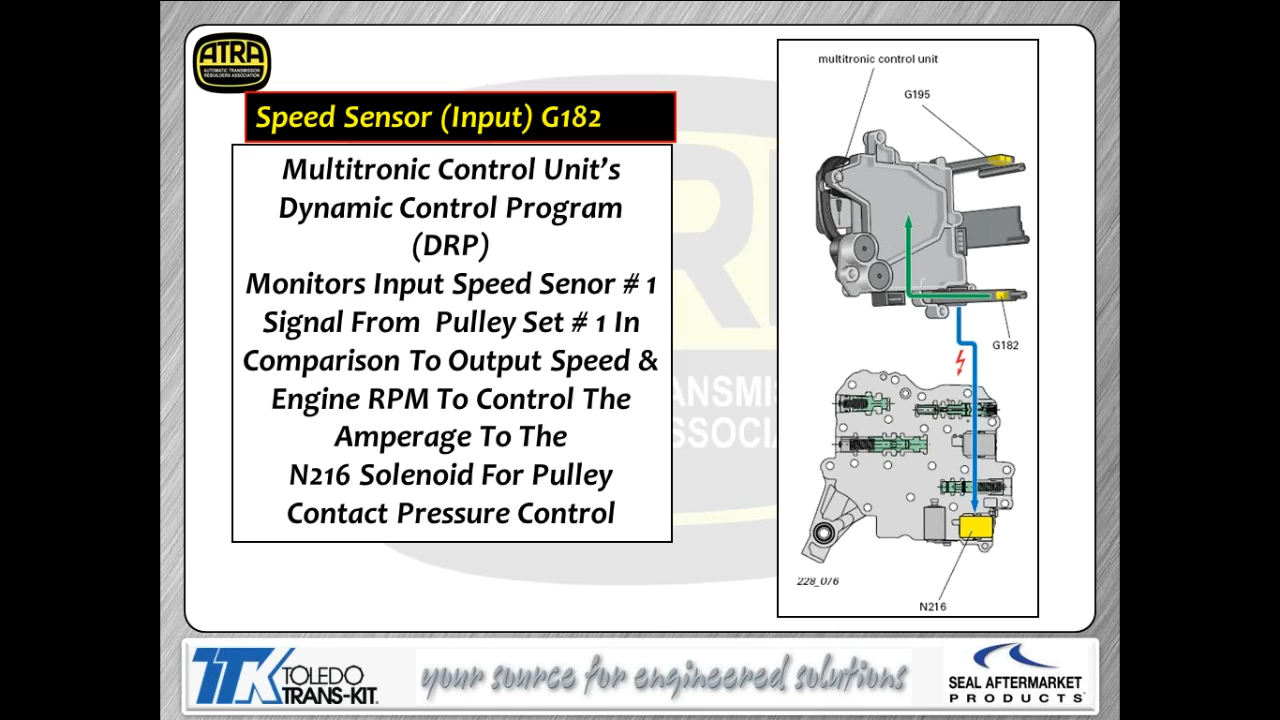 ATRA
AUTOMATIC TRANSMISSION
REBUILDERS ASSOCIATION
Speed Sensor (Input) G182
Multitronic Control Unit’s
Dynamic Control Program
(DRP)
Monitors Input Speed Senor # 1
Signal From Pulley Set # 1 In
Comparison To Output Speed &
Engine RPM To Control The
Amperage To The
N216 Solenoid For Pulley
Contact Pressure Control
multitronic control unit
G195
G182
228_076
N216
TTK TOLEDO
TRANS-KIT.
your source for engineered solutions
SEAL AFTERMARKET
PRODUCTS